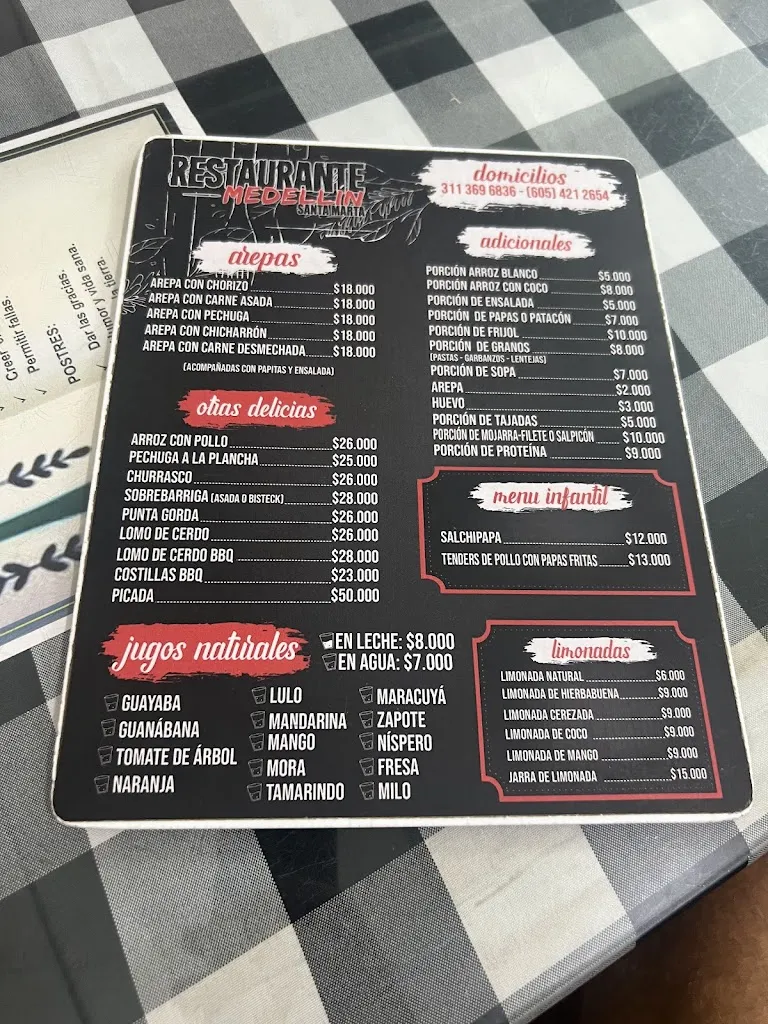 RESTAURANTE
MEDELLÍN
SANTA MARTA
domicilios
311 369 6836 - (605) 421 2654
arepas
AREPA CON CHORIZO $18.000
AREPA CON CARNE ASADA $18.000
AREPA CON PECHUGA $18.000
AREPA CON CHICHARRÓN $18.000
AREPA CON CARNE DESMECHADA $18.000
(ACOMPAÑADAS CON PAPITAS Y ENSALADA)
otras delicias
ARROZ CON POLLO $26.000
PECHUGA A LA PLANCHA $25.000
CHURRASCO $26.000
SOBREBARRIGA (ASADA O BISTECK) $28.000
PUNTA GORDA $26.000
LOMO DE CERDO $26.000
LOMO DE CERDO BBQ $28.000
COSTILLAS BBQ $23.000
PICADA $50.000
adicionales
PORCIÓN ARROZ BLANCO $5.000
PORCIÓN ARROZ CON COCO $8.000
PORCIÓN DE ENSALADA $5.000
PORCIÓN DE PAPAS O PATACÓN $7.000
PORCIÓN DE FRIJOL $10.000
PORCIÓN DE GRANOS $8.000
(PASTAS - GARBANZOS - LENTEJAS)
PORCIÓN DE SOPA $7.000
AREPA $2.000
HUEVO $3.000
PORCIÓN DE TAJADAS $5.000
PORCIÓN DE MOJARRA-FILETE O SALPICÓN $10.000
PORCIÓN DE PROTEÍNA $9.000
menu infantil
SALCHIPAPA $12.000
TENDERS DE POLLO CON PAPAS FRITAS $13.000
jugos naturales
EN LECHE: $8.000
EN AGUA: $7.000
GUAYABA
GUANÁBANA
TOMATE DE ÁRBOL
NARANJA
LULO
MANDARINA
MANGO
MORA
TAMARINDO
MARACUYÁ
ZAPOTE
NÍSPERO
FRESA
MILO
limonadas
LIMONADA NATURAL $6.000
LIMONADA DE HIERBABUENA $9.000
LIMONADA CEREZADA $9.000
LIMONADA DE COCO $9.000
LIMONADA DE MANGO $9.000
JARRA DE LIMONADA $15.000
Permitir fallas.
POSTRES:
Dar las gracias,
y vida sana.
tierra.